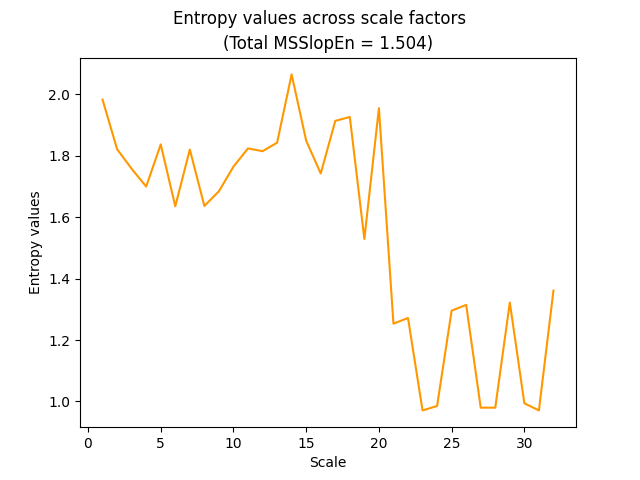 Entropy values across scale factors
(Total MSSlopEn = 1.504)
Entropy values
2.0
1.8
1.6
1.4
1.2
1.0
0 5 10 15 20 25 30
Scale